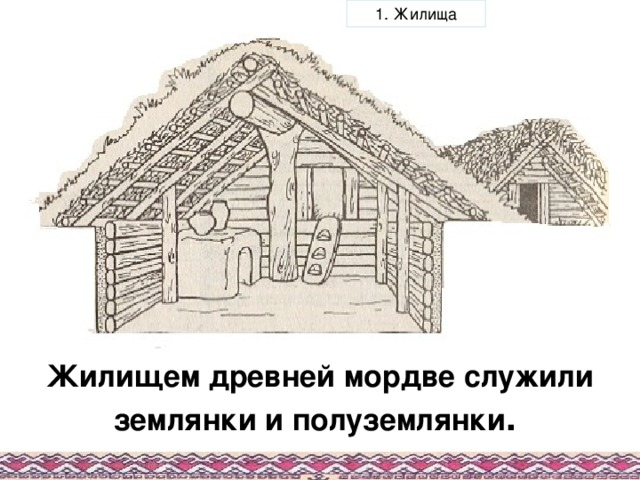 1. Жилища
Жилищем древней мордве служили
землянки и полуземлянки.